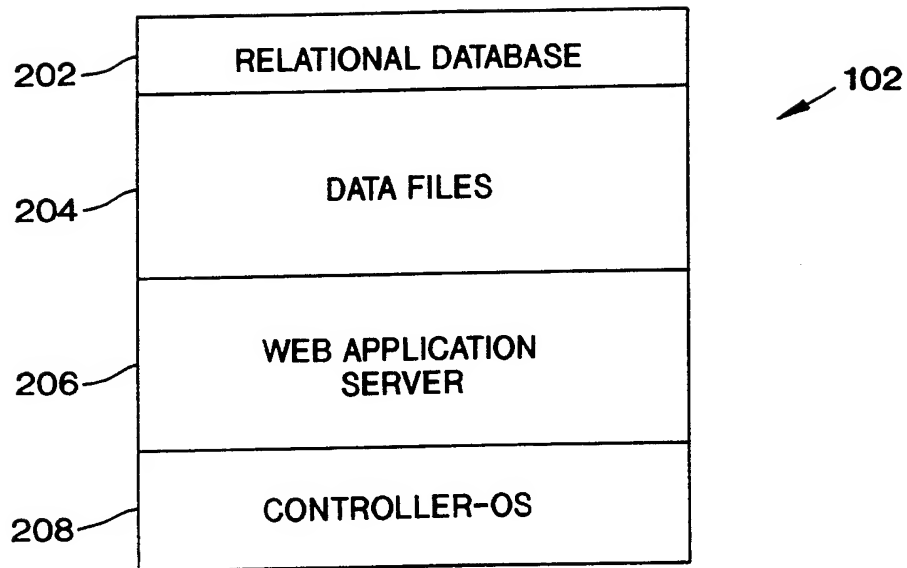 202
RELATIONAL DATABASE
102
204
DATA FILES
206
WEB APPLICATION
SERVER
208
CONTROLLER-OS